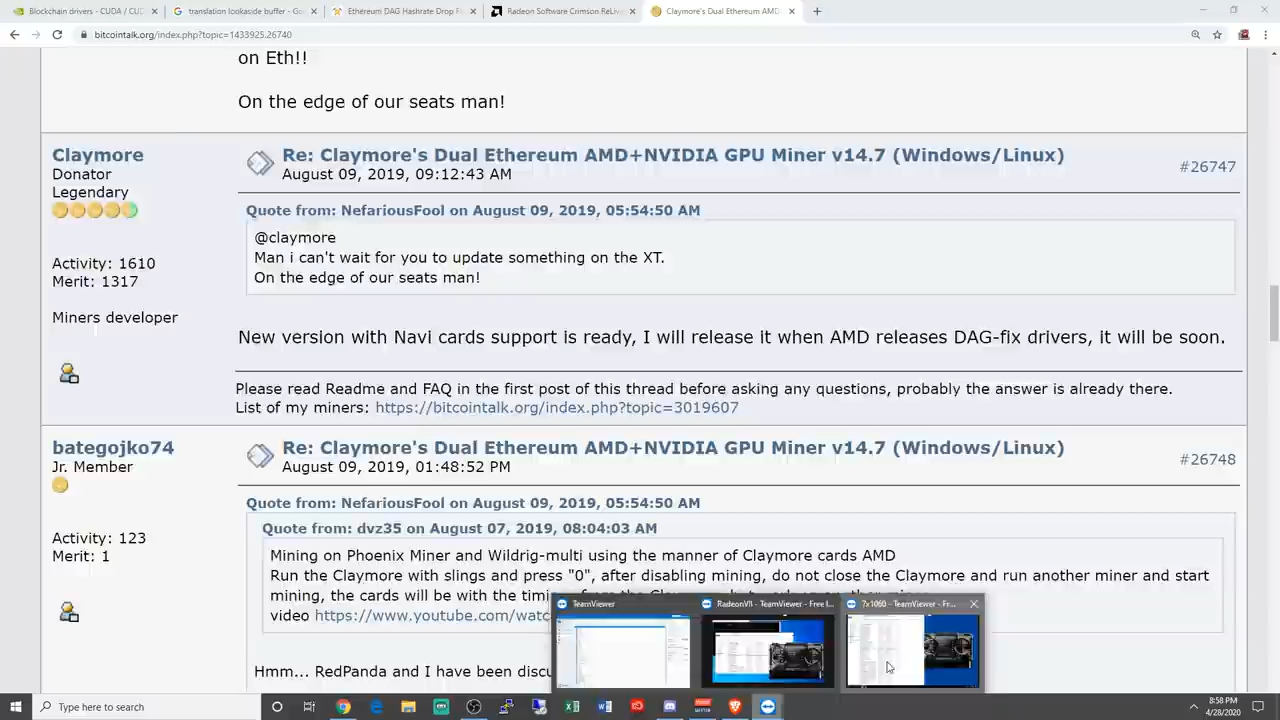 Blockchain drivers - CUDA / CUD
translation lookaside buffer - Go
Ethereum DAG Hashrate Drop F
Radeon Software Crimson ReLive
Claymore's Dual Ethereum AMD
bitcointalk.org/index.php?topic=1433925.26740
on Eth!!
On the edge of our seats man!
Claymore
Donator
Legendary
Activity: 1610
Merit: 1317
Miners developer
Re: Claymore's Dual Ethereum AMD+NVIDIA GPU Miner v14.7 (Windows/Linux)
August 09, 2019, 09:12:43 AM
#26747
Quote from: NefariousFool on August 09, 2019, 05:54:50 AM
@claymore
Man i can't wait for you to update something on the XT.
On the edge of our seats man!
New version with Navi cards support is ready, I will release it when AMD releases DAG-fix drivers, it will be soon.
Please read Readme and FAQ in the first post of this thread before asking any questions, probably the answer is already there.
List of my miners: https://bitcointalk.org/index.php?topic=3019607
bategojko74
Jr. Member
Activity: 123
Merit: 1
Re: Claymore's Dual Ethereum AMD+NVIDIA GPU Miner v14.7 (Windows/Linux)
August 09, 2019, 01:48:52 PM
#26748
Quote from: NefariousFool on August 09, 2019, 05:54:50 AM
Quote from: dvz35 on August 07, 2019, 08:04:03 AM
Mining on Phoenix Miner and Wildrig-multi using the manner of Claymore cards AMD
Run the Claymore with slings and press "0", after disabling mining, do not close the Claymore and run another miner and start
mining, the cards will be with the
video https://www.youtube.com/watc
Hmm... RedPanda and I have been discu
TeamViewer
RadeonVII - TeamViewer - Free l...
7x1060 - TeamViewer - Fr...
Type here to search
8:58 PM
4/28/2020